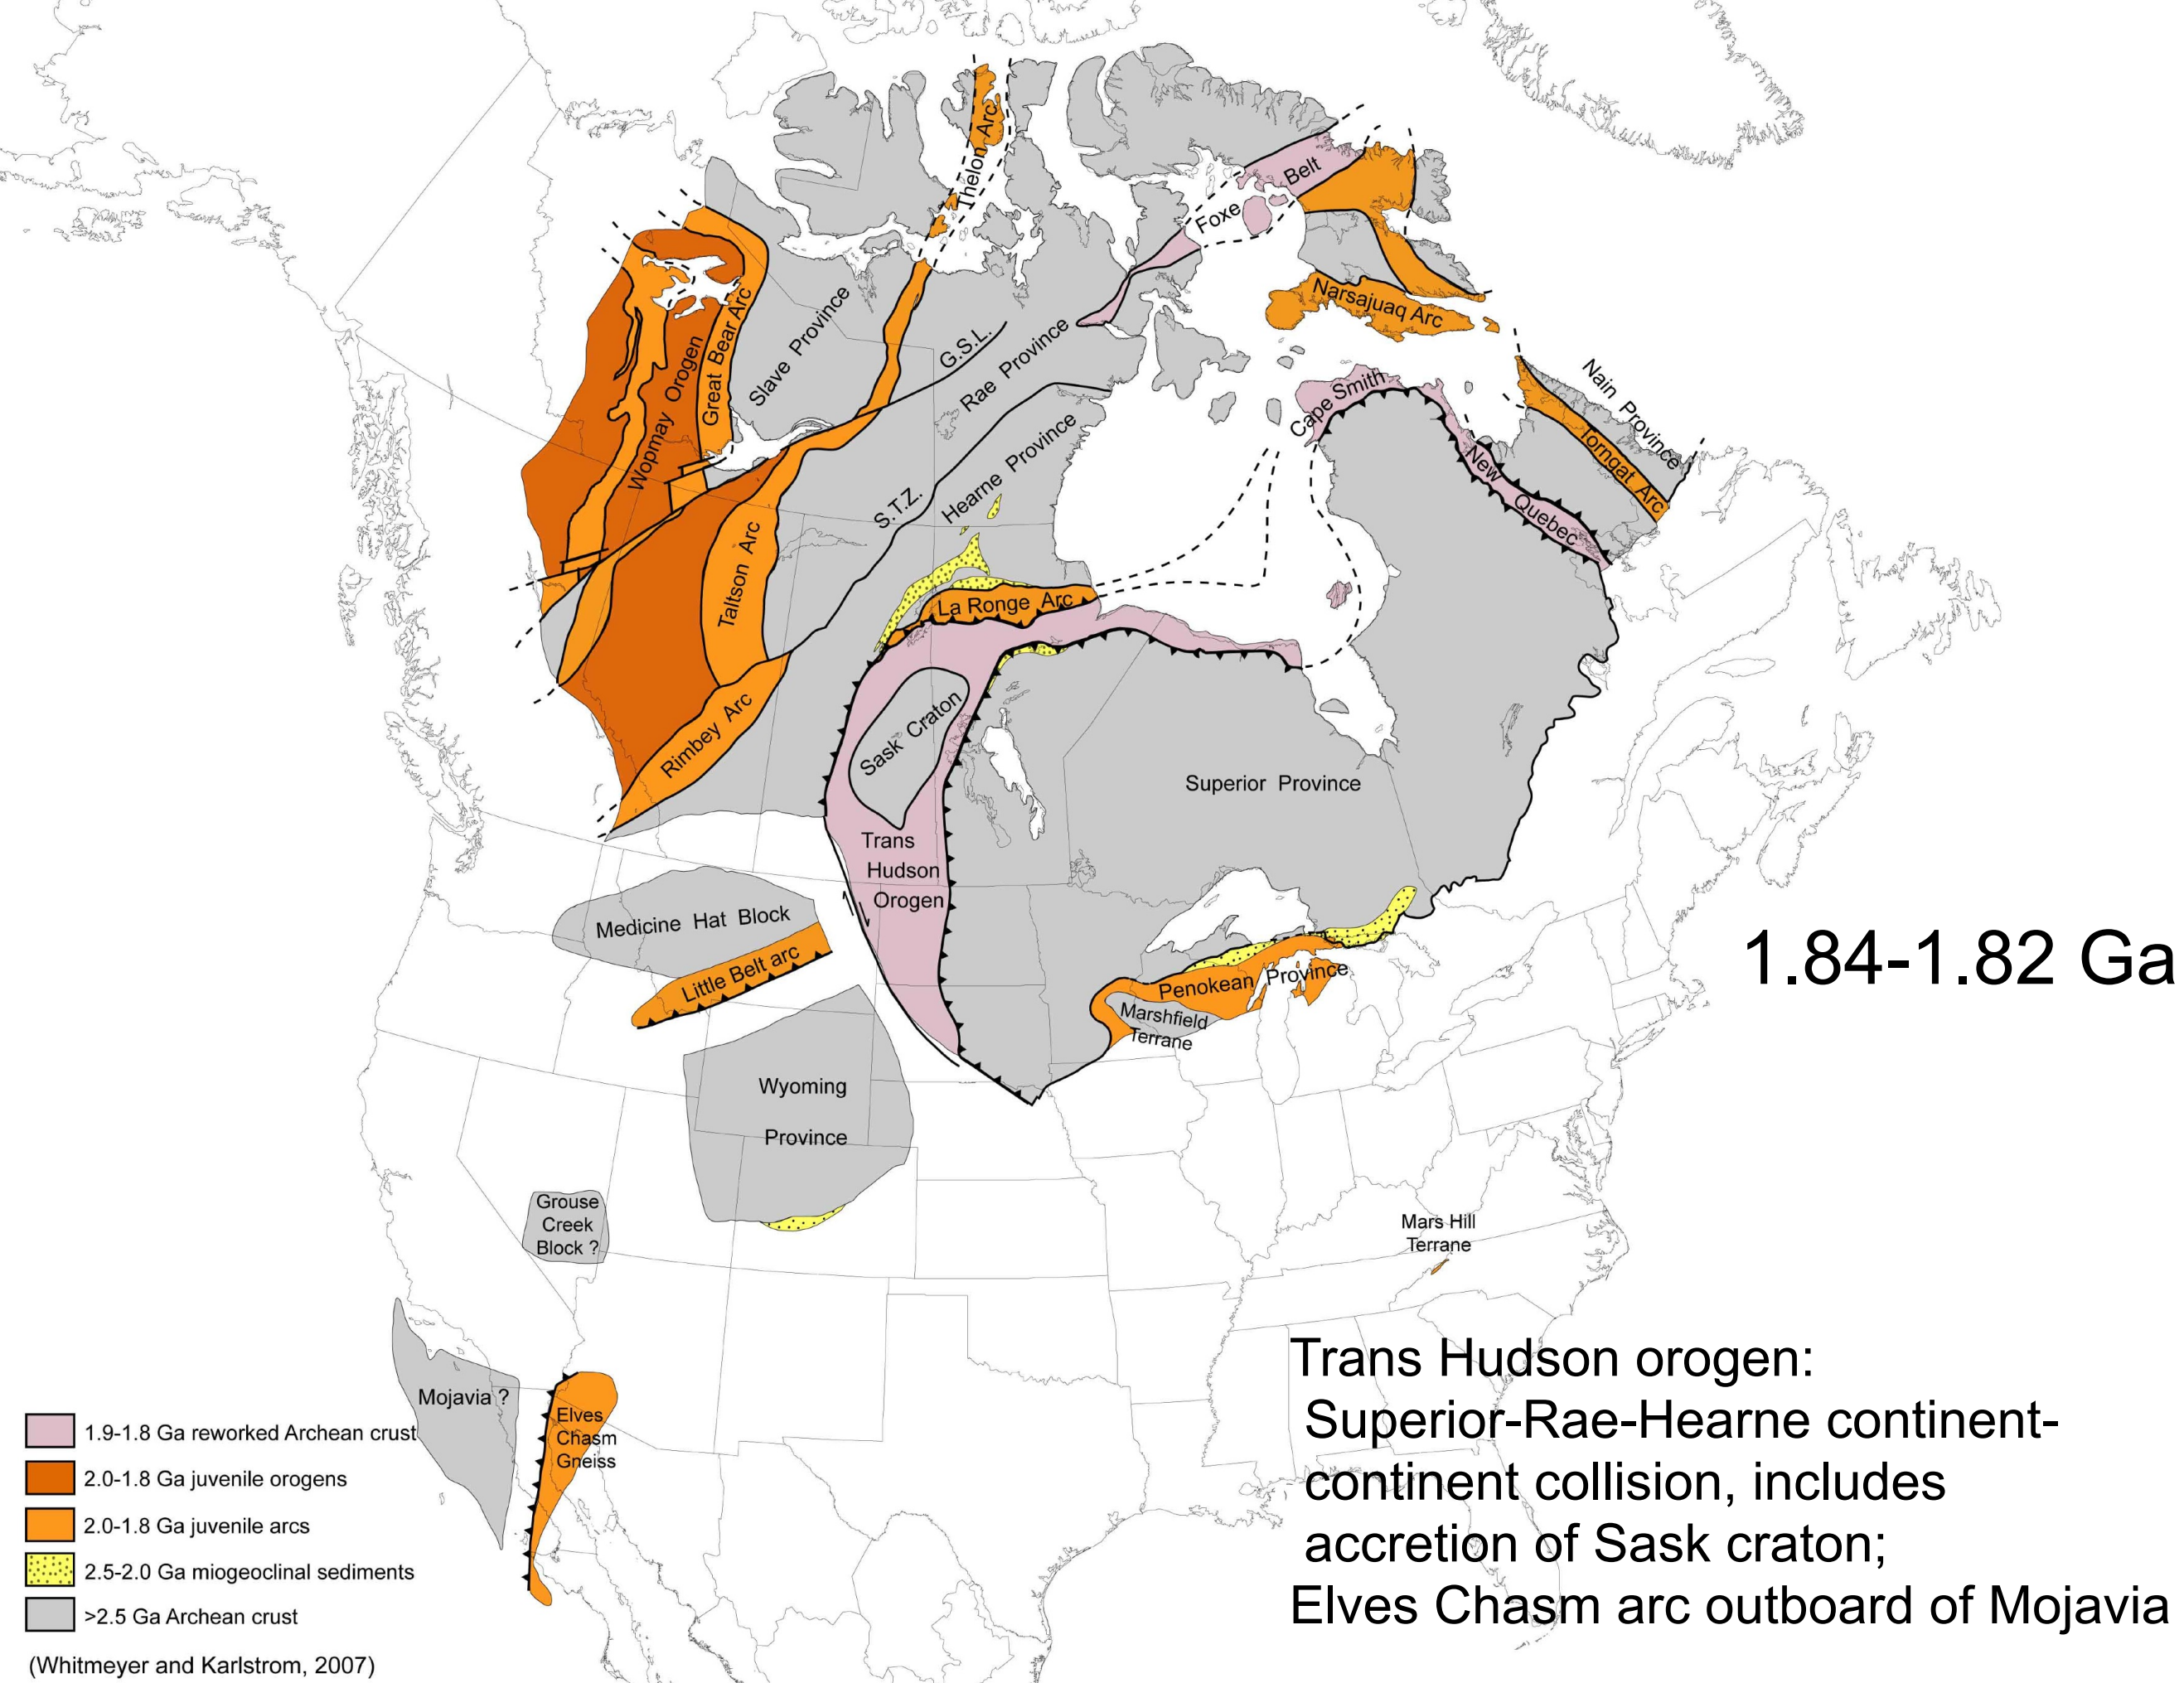 Thelon Arc
Belt
Foxe
Narsajuaq Arc
Great Bear Arc
Slave Province
G.S.L.
Rae Province
Wopmay Orogen
Cape Smith
Nain Province
Torngat Arc
New Quebec
Hearne Province
S.T.Z.
Taltson Arc
La Ronge Arc
Rimbey Arc
Sask Craton
Superior Province
Trans
Hudson
Orogen
Medicine Hat Block
Little Belt arc
1.84-1.82 Ga
Penokean Province
Marshfield
Terrane
Wyoming
Province
Grouse
Creek
Block ?
Mars Hill
Terrane
Mojavia ?
Elves
Chasm
Gneiss
Trans Hudson orogen:
Superior-Rae-Hearne continent-
continent collision, includes
accretion of Sask craton;
Elves Chasm arc outboard of Mojavia
1.9-1.8 Ga reworked Archean crust
2.0-1.8 Ga juvenile orogens
2.0-1.8 Ga juvenile arcs
2.5-2.0 Ga miogeoclinal sediments
>2.5 Ga Archean crust
(Whitmeyer and Karlstrom, 2007)